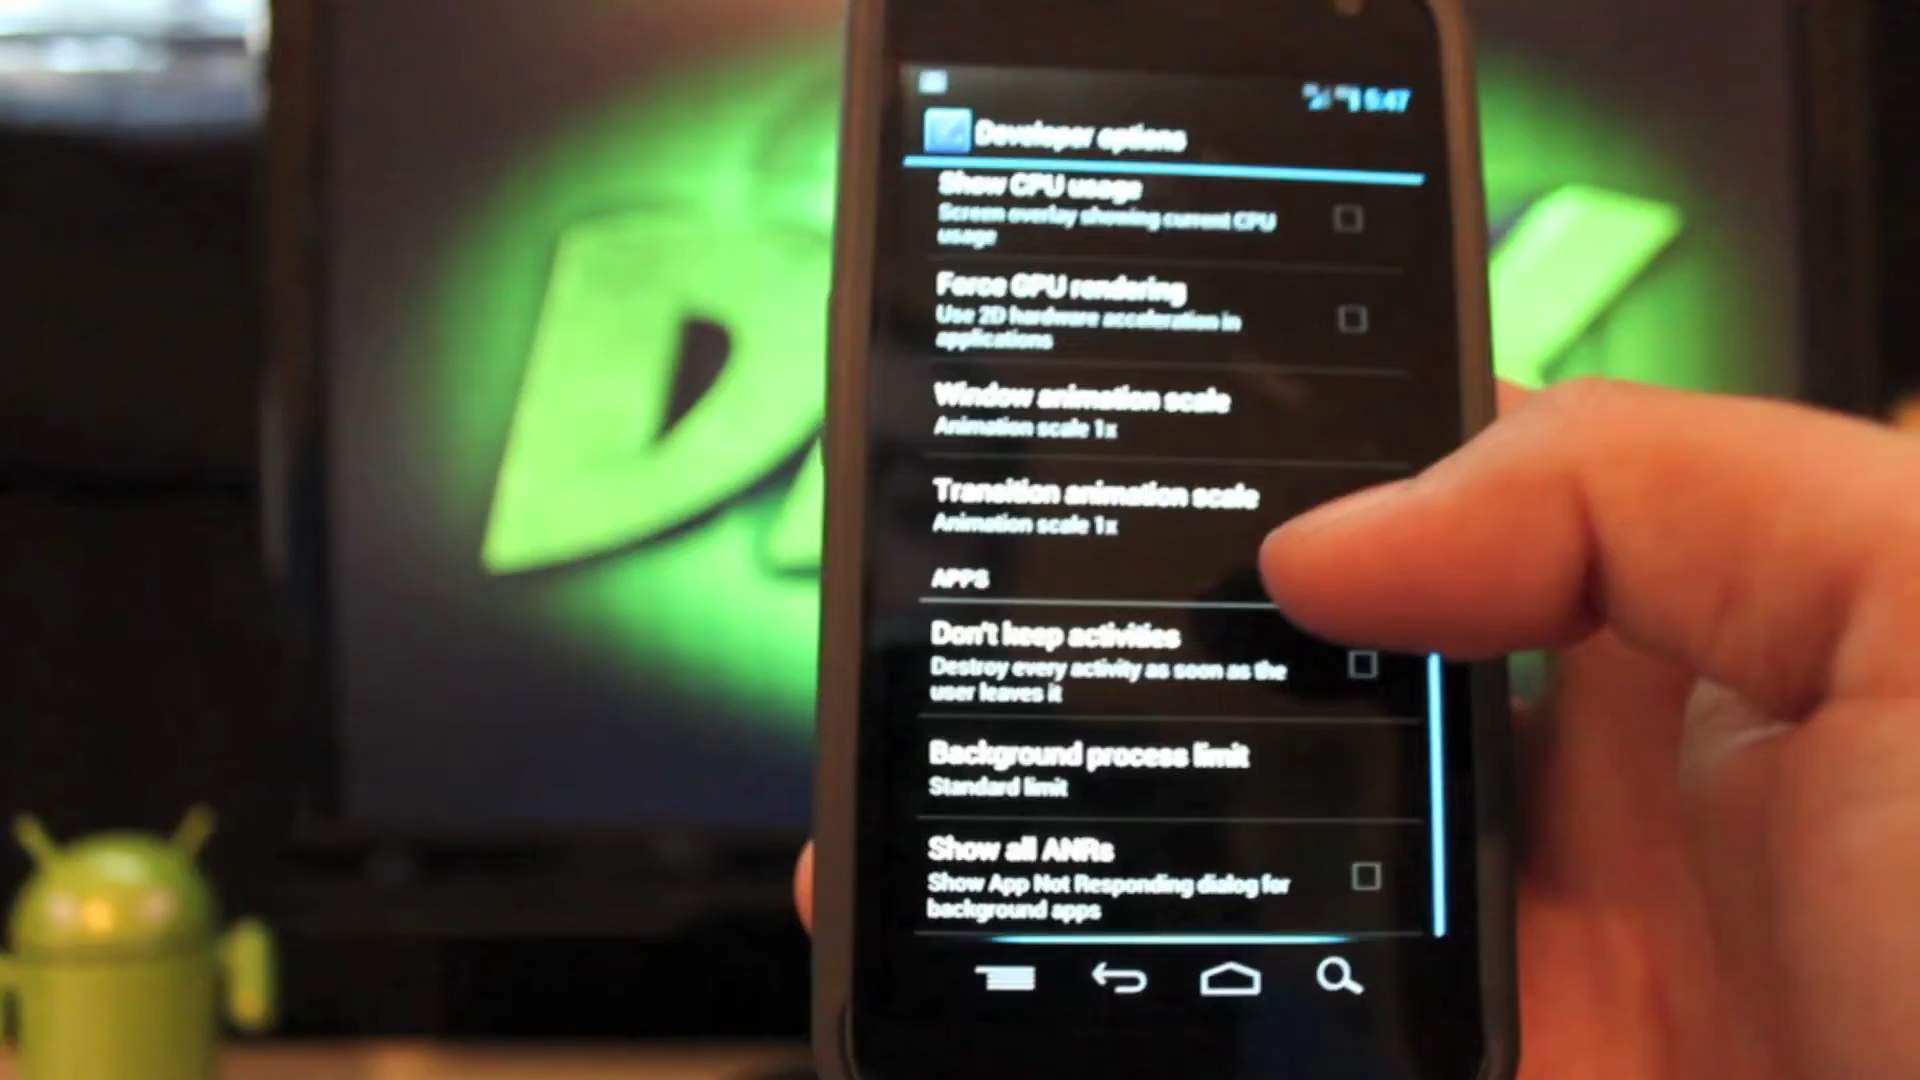 5:47
Developer options
Show CPU usage
Screen overlay showing current CPU
usage
Force GPU rendering
Use 2D hardware acceleration in
applications
Window animation scale
Animation scale 1x
Transition animation scale
Animation scale 1x
APPS
Don't keep activities
Destroy every activity as soon as the
user leaves it
Background process limit
Standard limit
Show all ANRs
Show App Not Responding dialog for
background apps